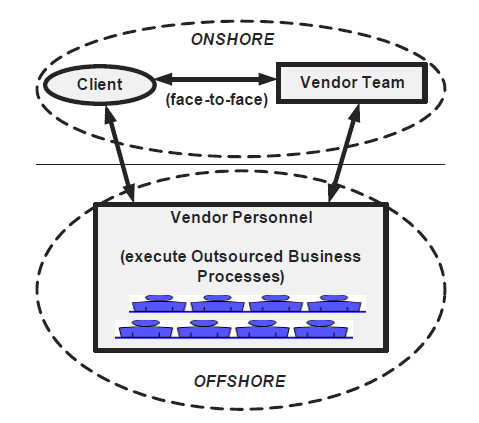 ONSHORE
Client
Vendor Team
(face-to-face)
Vendor Personnel
(execute Outsourced Business
Processes)
OFFSHORE